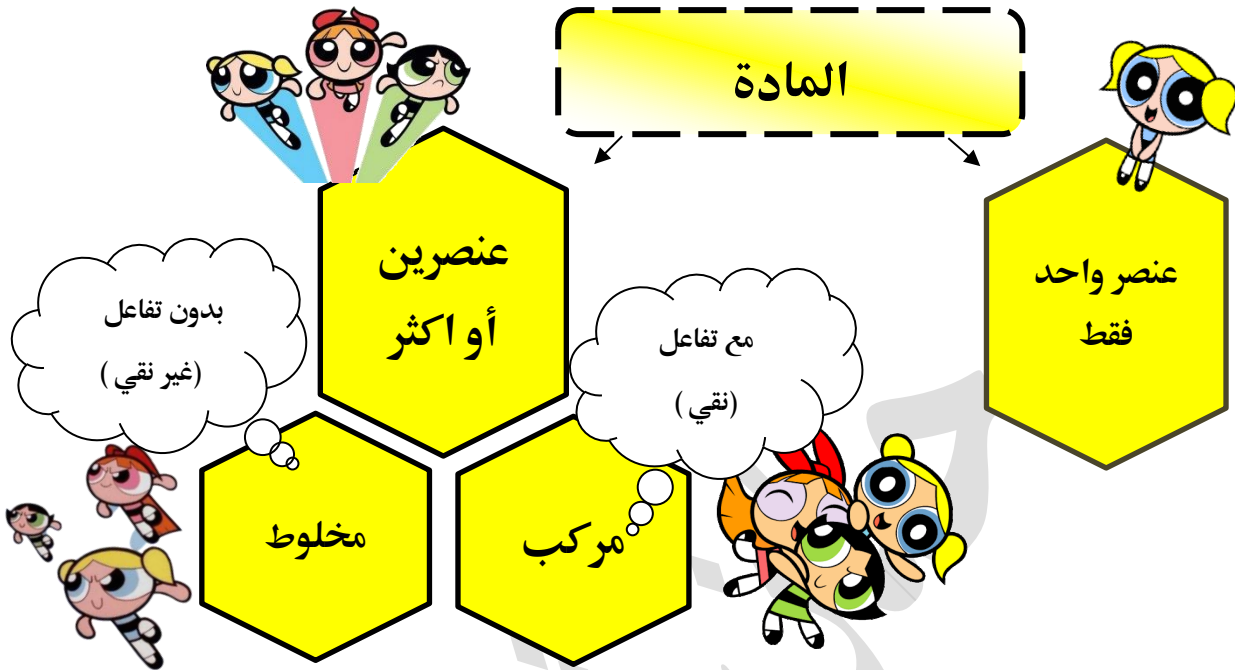 المادة
عنصر واحد
فقط
عنصرين
أو اكثر
مع تفاعل
(نقي )
بدون تفاعل
(غير نقي )
مركب
مخلوط